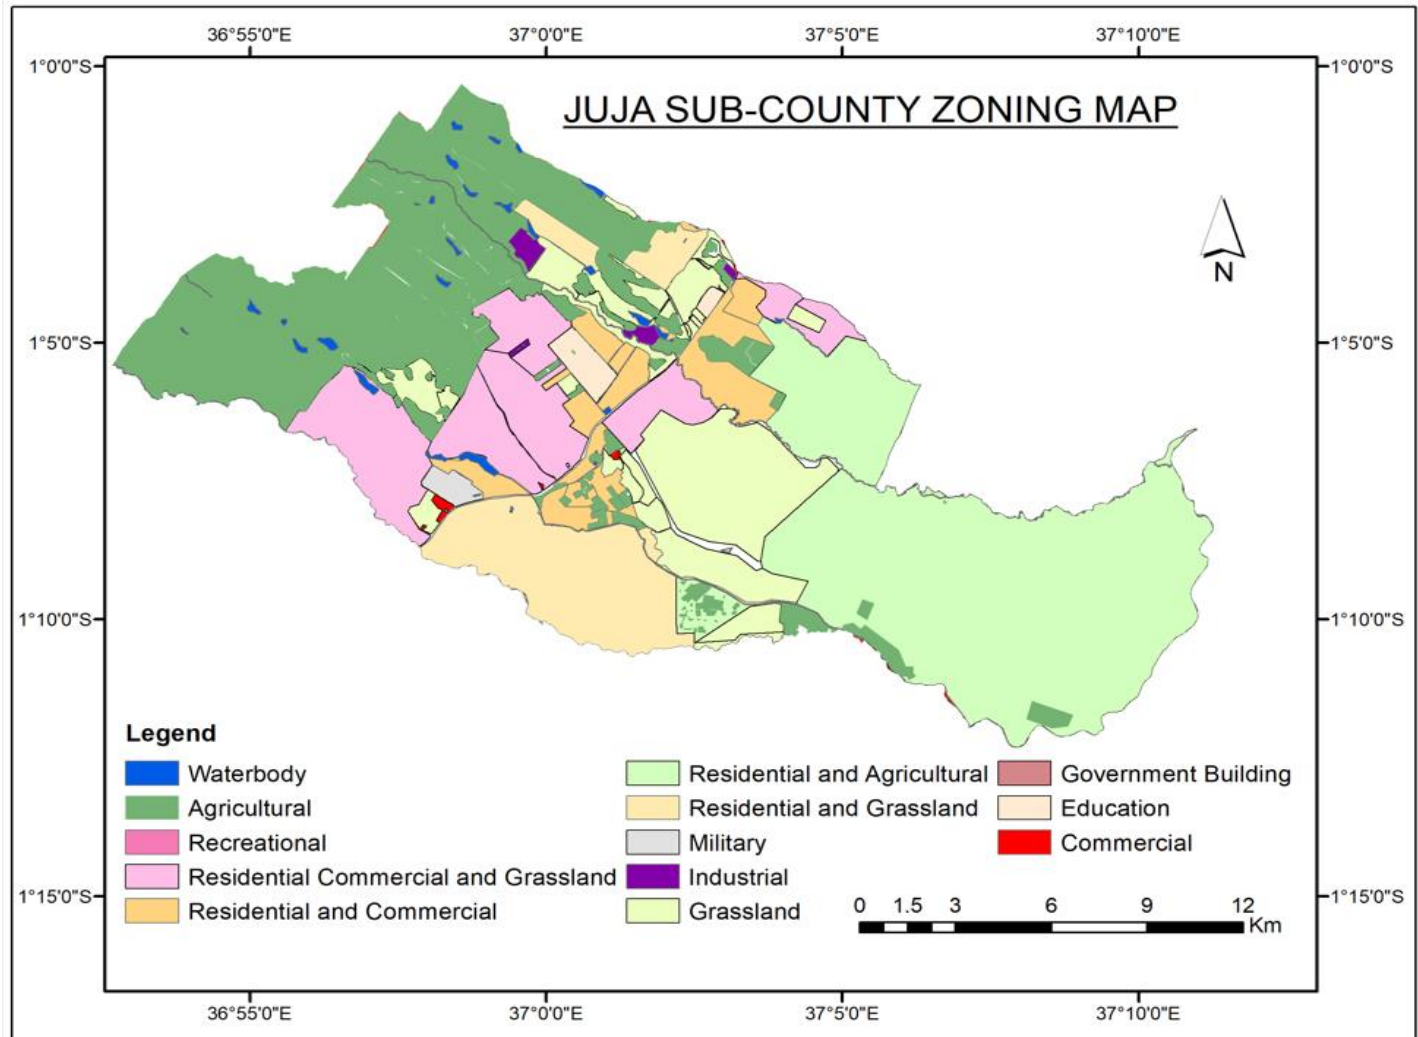 36°55'0"E 37°0'0"E 37°5'0"E 37°10'0"E
1°0'0"S 1°0'0"S
JUJA SUB-COUNTY ZONING MAP
N
1°5'0"S 1°5'0"S
1°10'0"S 1°10'0"S
Legend
Waterbody
Agricultural
Recreational
Residential Commercial and Grassland
Residential and Commercial
Residential and Agricultural
Residential and Grassland
Military
Industrial
Grassland
Government Building
Education
Commercial
0 1.5 3 6 9 12
Km
1°15'0"S 1°15'0"S
36°55'0"E 37°0'0"E 37°5'0"E 37°10'0"E